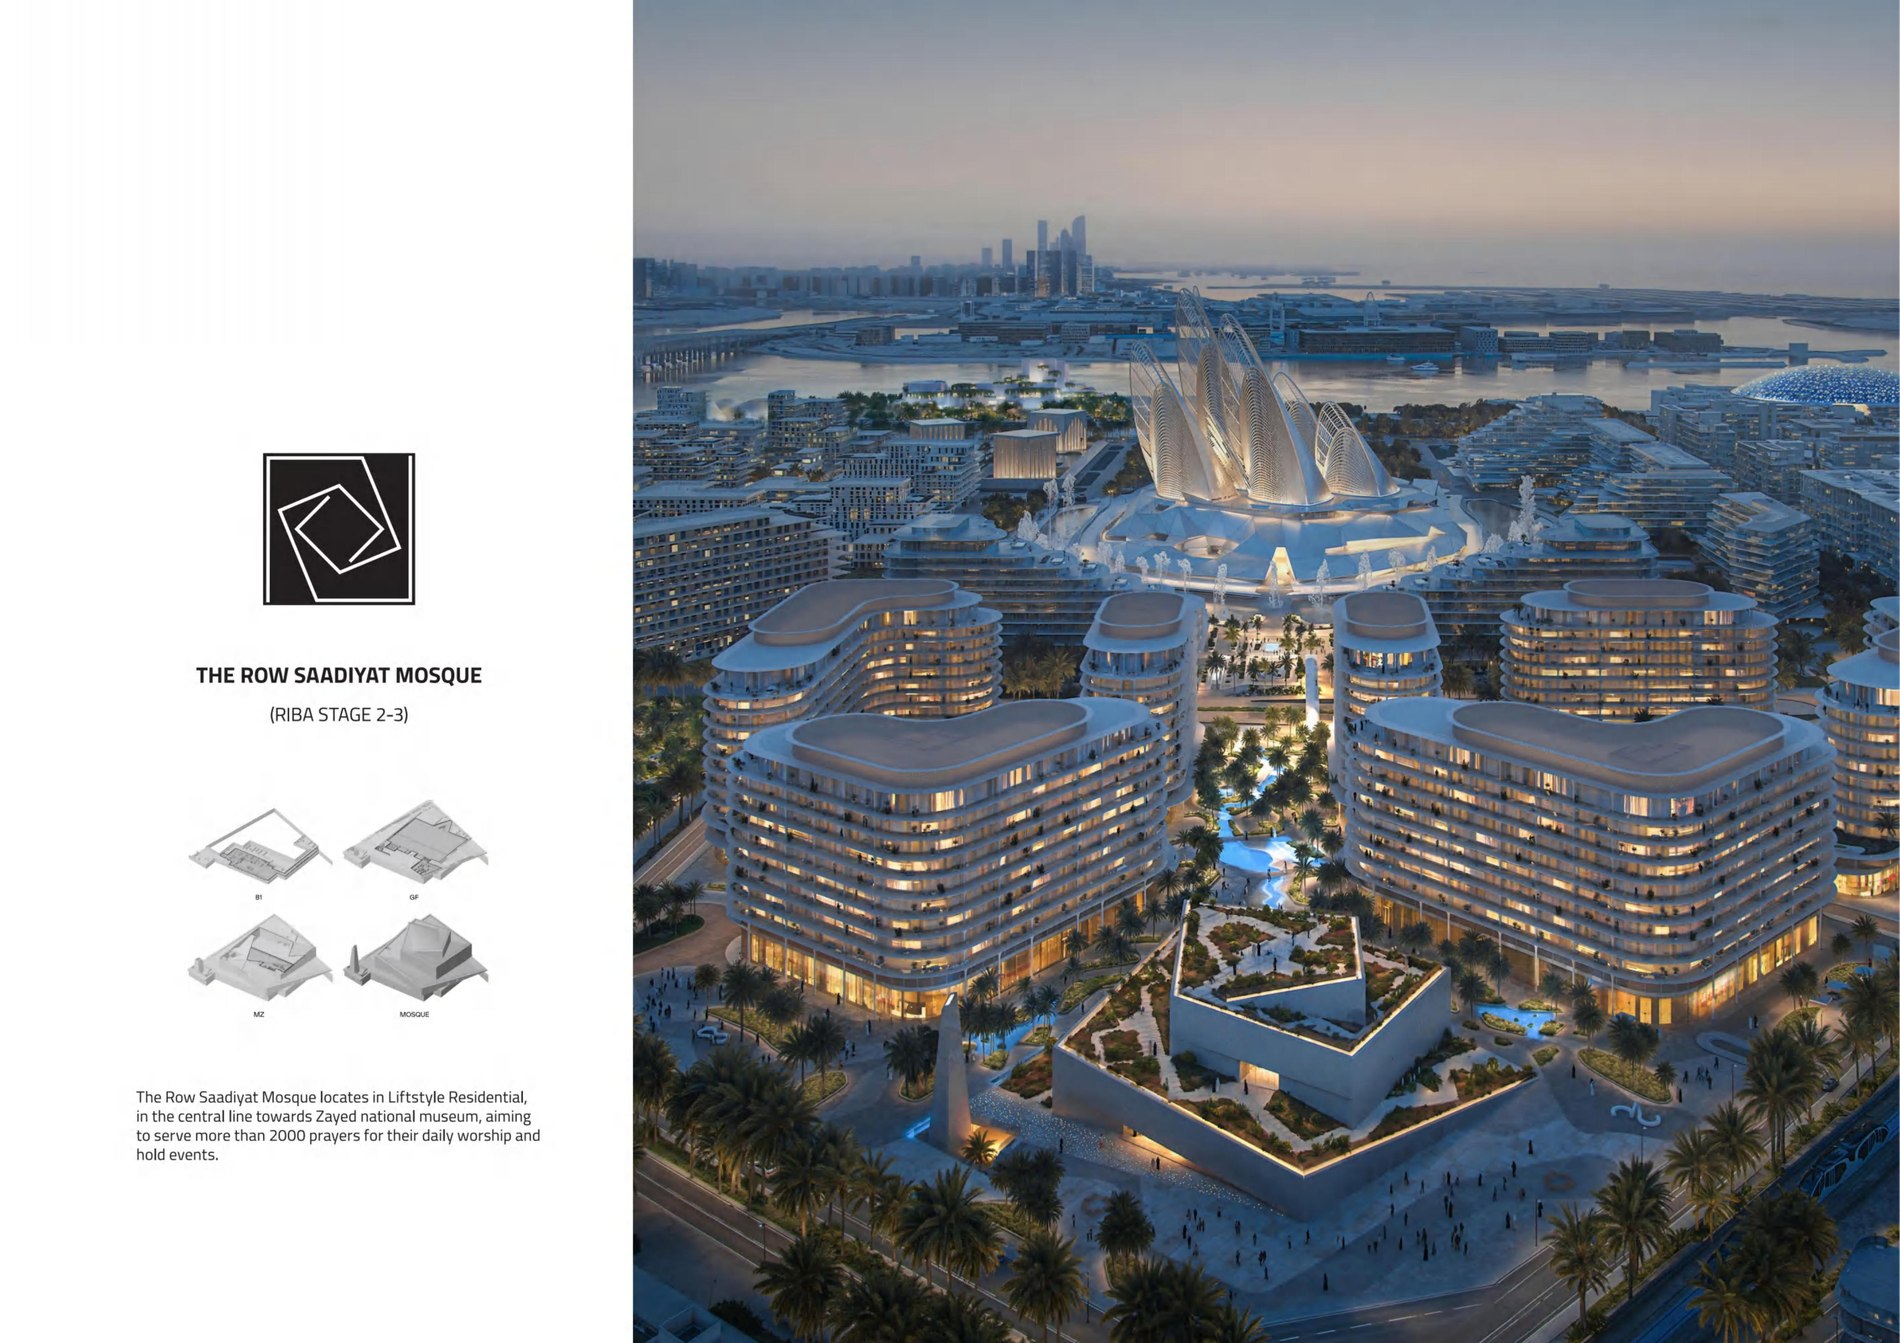 THE ROW SAADIYAT MOSQUE
(RIBA STAGE 2-3)
B1
GF
MZ
MOSQUE
The Row Saadiyat Mosque locates in Liftstyle Residential,
in the central line towards Zayed national museum, aiming
to serve more than 2000 prayers for their daily worship and
hold events.